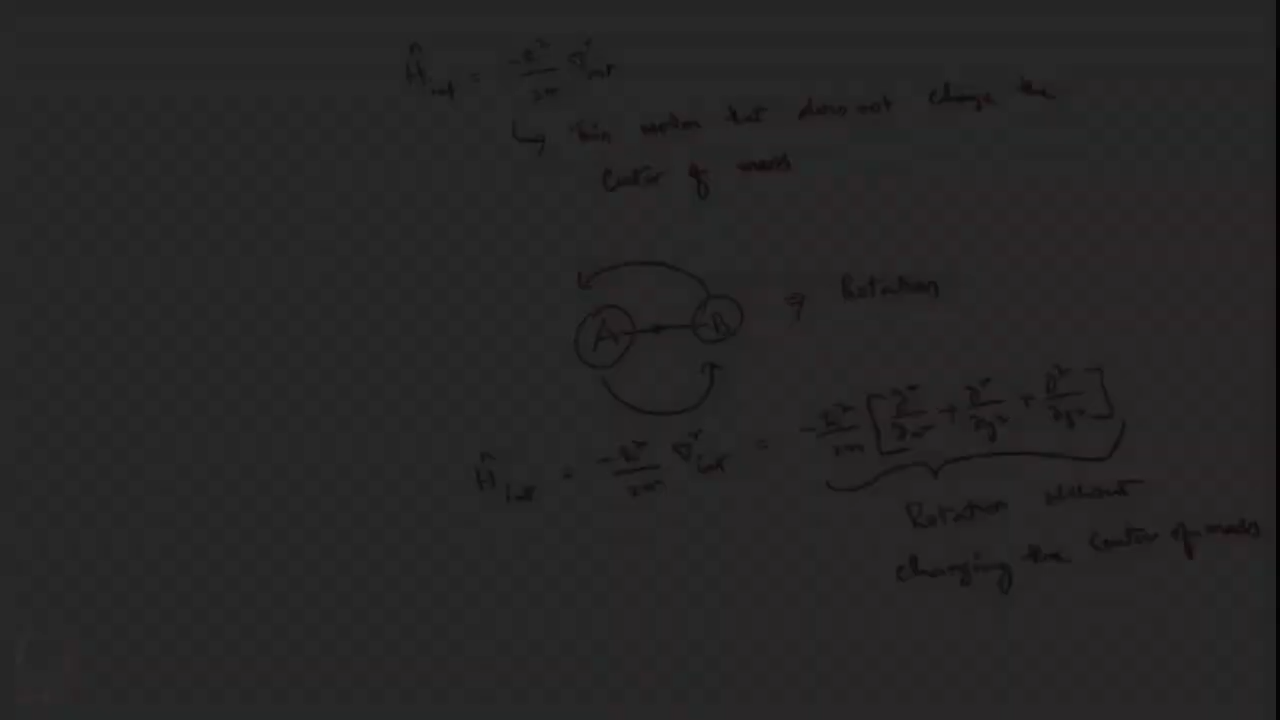 Ĥ_int = -ħ²/2m ∇²_int
↳ This motion that does not change the
Center of mass
A B ⇒ Rotation
Ĥ_int = -ħ²/2m ∇²_int = -ħ²/2m [∂²/∂x² + ∂²/∂y² + ∂²/∂z²]
Rotation without
changing the center of mass